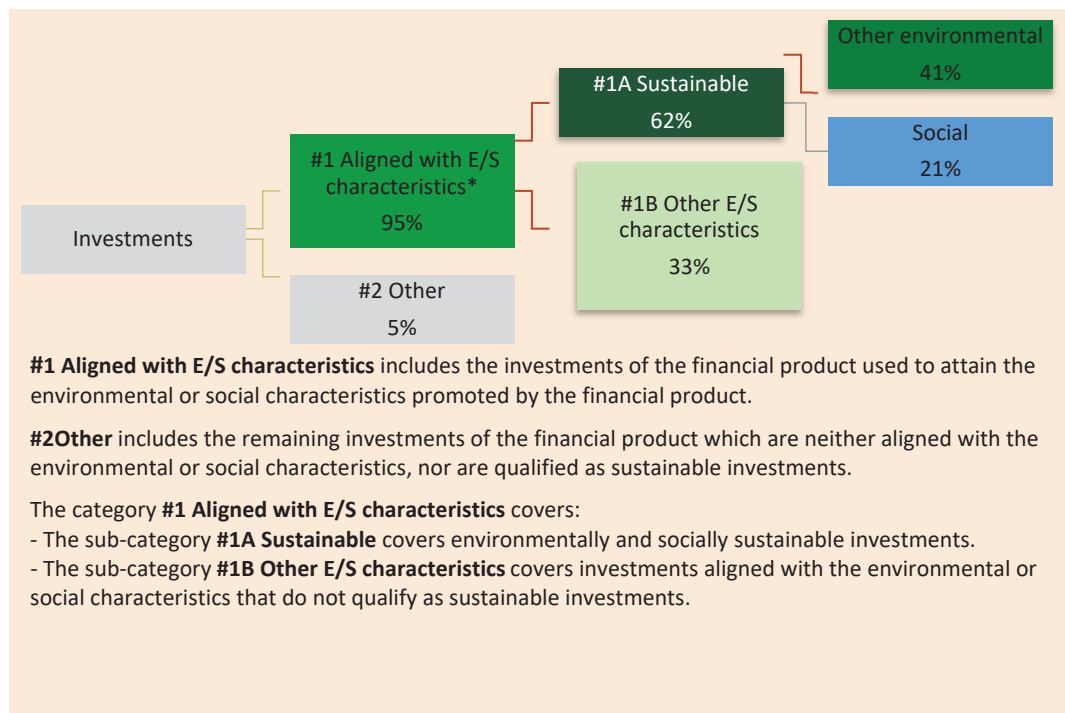 Other environmental
41%
#1A Sustainable
62%
Social
21%
#1 Aligned with E/S
characteristics*
95%
#1B Other E/S
characteristics
33%
Investments
#2 Other
5%
#1 Aligned with E/S characteristics includes the investments of the financial product used to attain the
environmental or social characteristics promoted by the financial product.
#2Other includes the remaining investments of the financial product which are neither aligned with the
environmental or social characteristics, nor are qualified as sustainable investments.
The category #1 Aligned with E/S characteristics covers:
- The sub-category #1A Sustainable covers environmentally and socially sustainable investments.
- The sub-category #1B Other E/S characteristics covers investments aligned with the environmental or
social characteristics that do not qualify as sustainable investments.